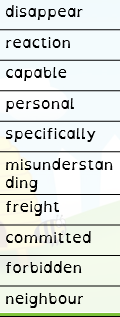 disappear
reaction
capable
personal
specifically
misunderstan
ding
freight
committed
forbidden
neighbour